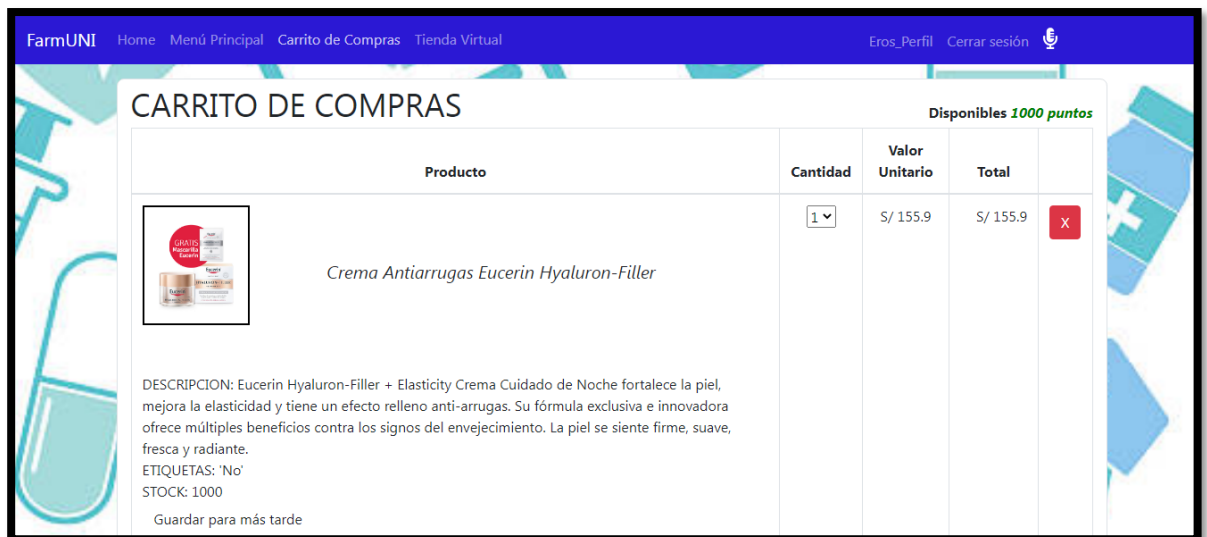 FarmUNI Home Menú Principal Carrito de Compras Tienda Virtual Eros_Perfil Cerrar sesión
CARRITO DE COMPRAS
Disponibles 1000 puntos
Producto Cantidad Valor Unitario Total
GRATIS
Mascarilla
Eucerin
Crema Antiarrugas Eucerin Hyaluron-Filler
1
S/ 155.9
S/ 155.9
X
DESCRIPCION: Eucerin Hyaluron-Filler + Elasticity Crema Cuidado de Noche fortalece la piel,
mejora la elasticidad y tiene un efecto relleno anti-arrugas. Su fórmula exclusiva e innovadora
ofrece múltiples beneficios contra los signos del envejecimiento. La piel se siente firme, suave,
fresca y radiante.
ETIQUETAS: 'No'
STOCK: 1000
Guardar para más tarde